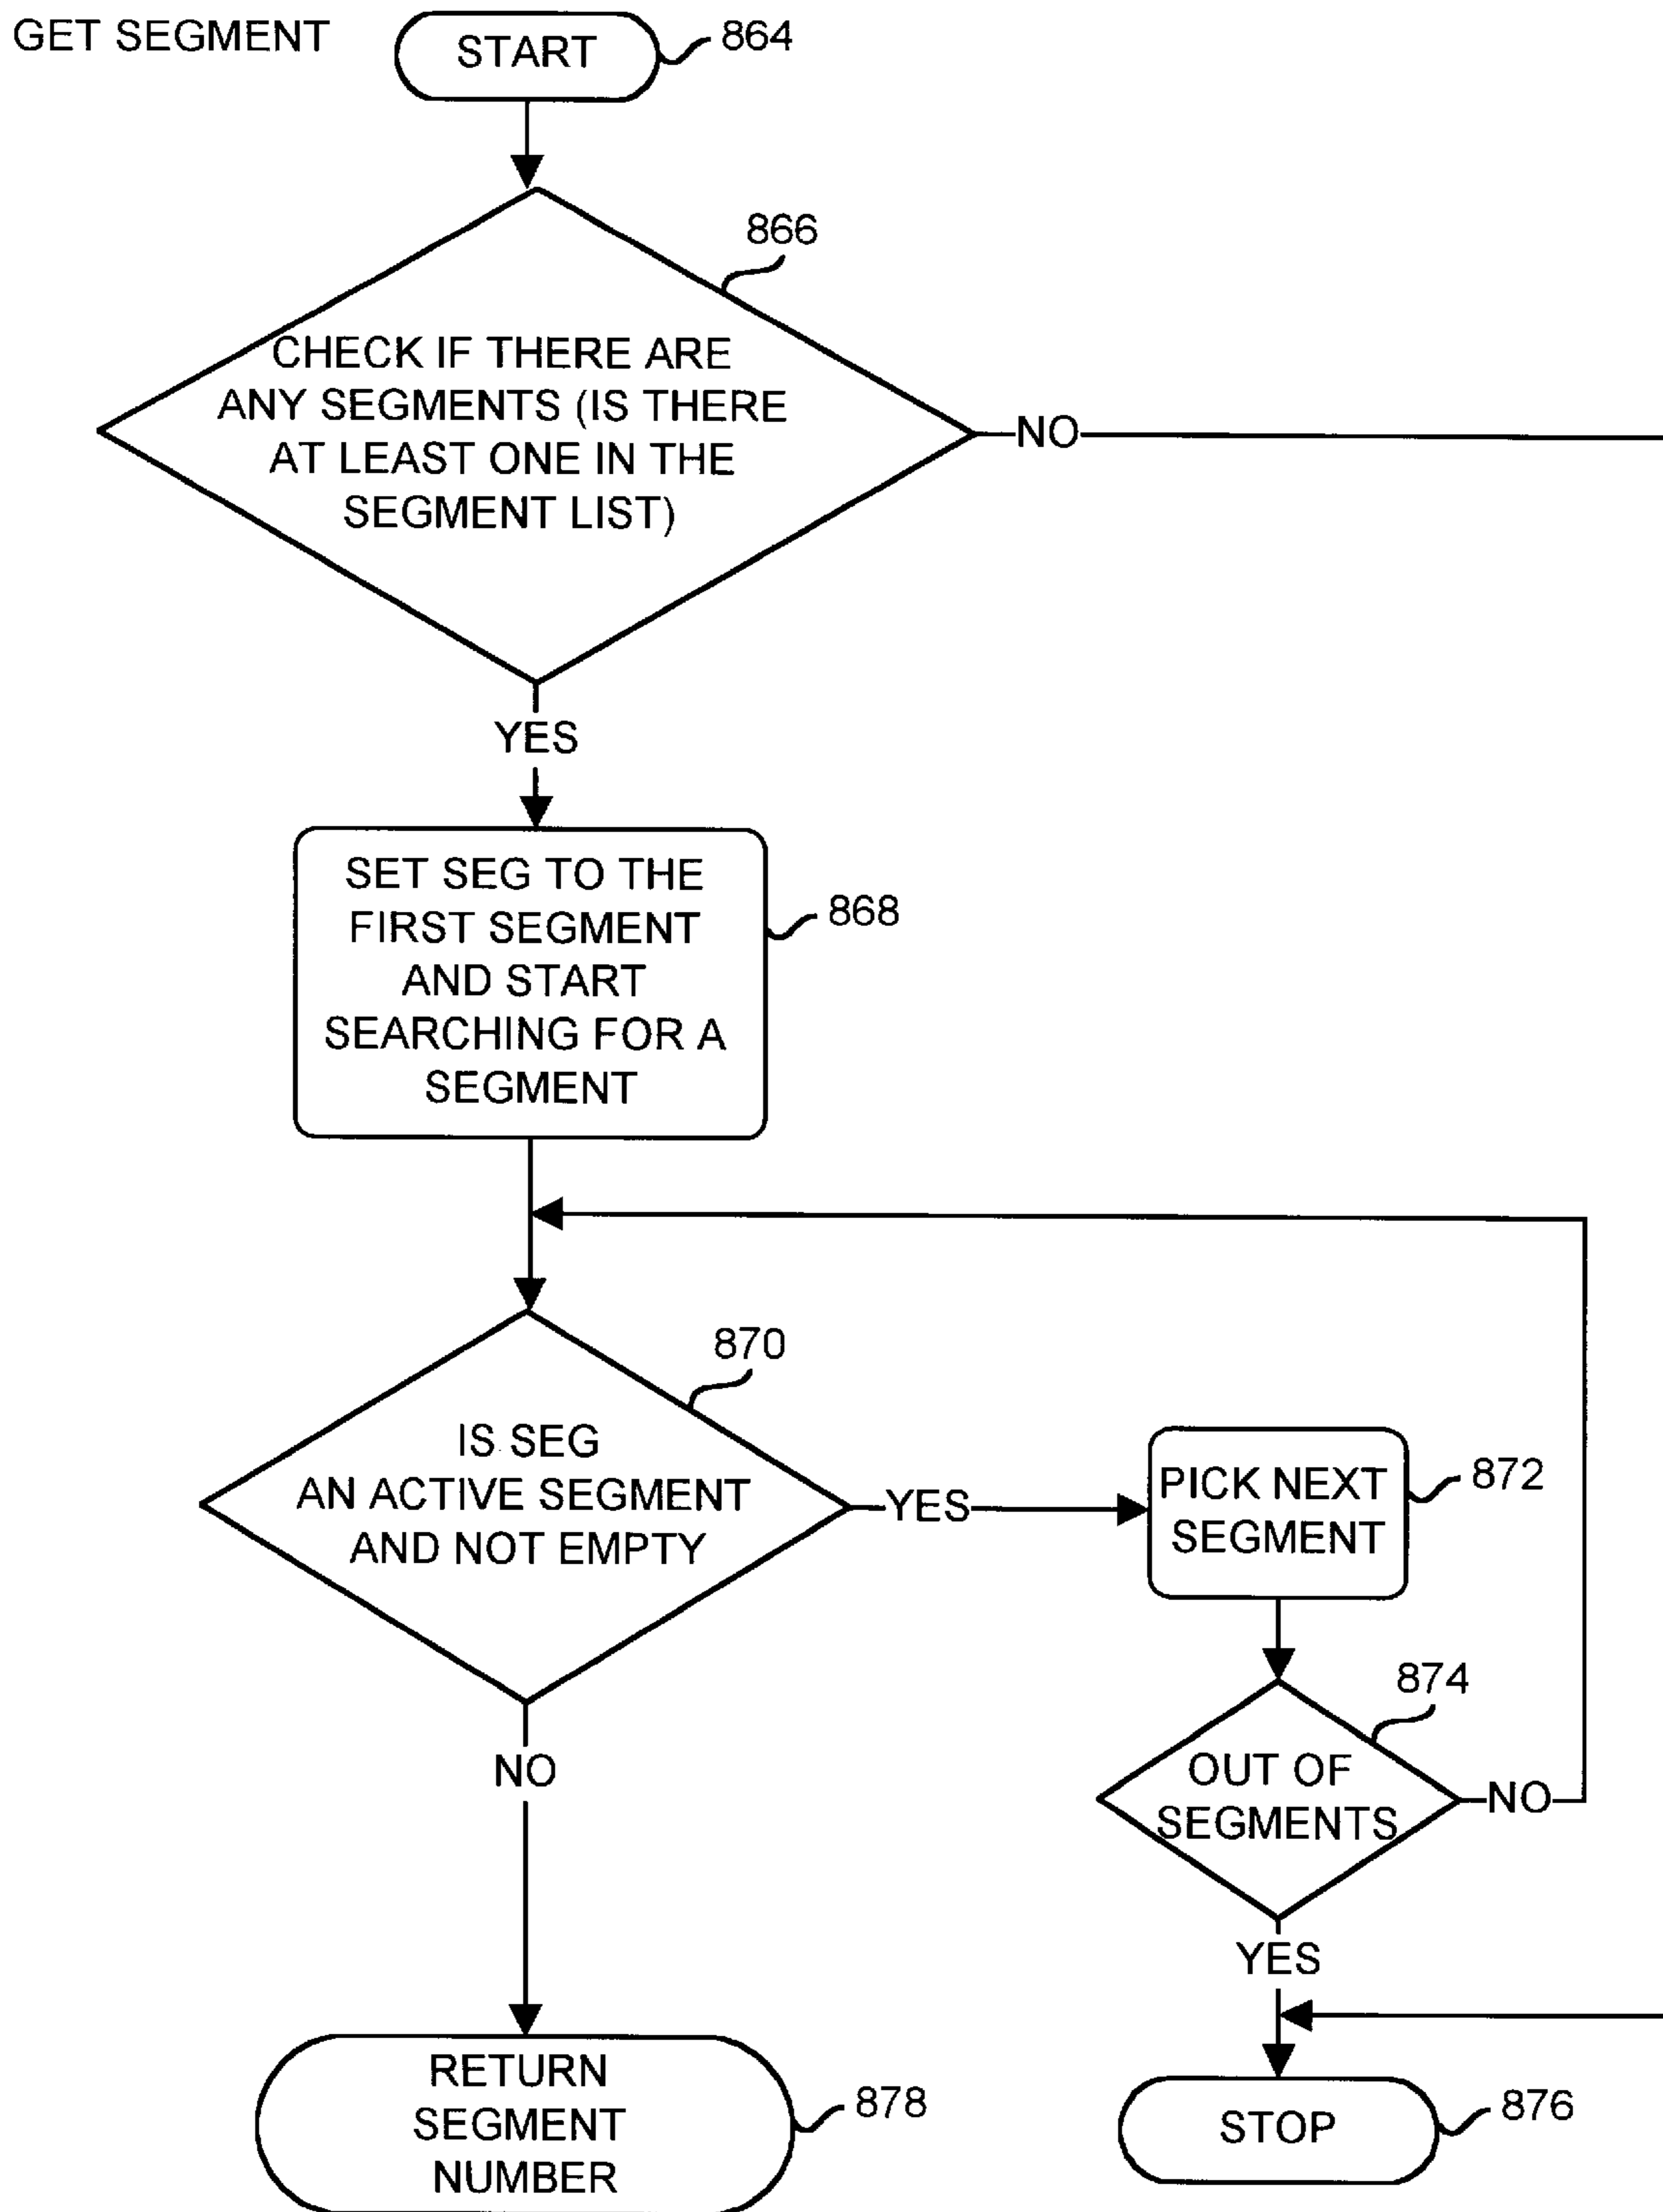 GET SEGMENT
START
864
866
CHECK IF THERE ARE
ANY SEGMENTS (IS THERE
AT LEAST ONE IN THE
SEGMENT LIST)
NO
YES
SET SEG TO THE
FIRST SEGMENT
AND START
SEARCHING FOR A
SEGMENT
868
870
IS SEG
AN ACTIVE SEGMENT
AND NOT EMPTY
YES
PICK NEXT
SEGMENT
872
874
OUT OF
SEGMENTS
NO
NO
YES
RETURN
SEGMENT
NUMBER
878
STOP
876